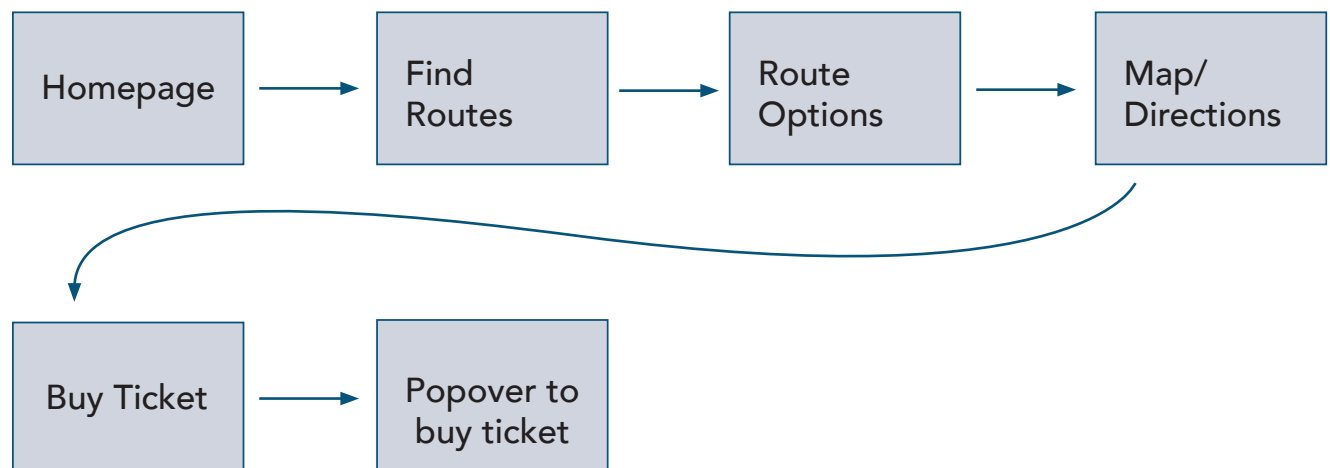 Homepage
Find
Routes
Route
Options
Map/
Directions
Buy Ticket
Popover to
buy ticket